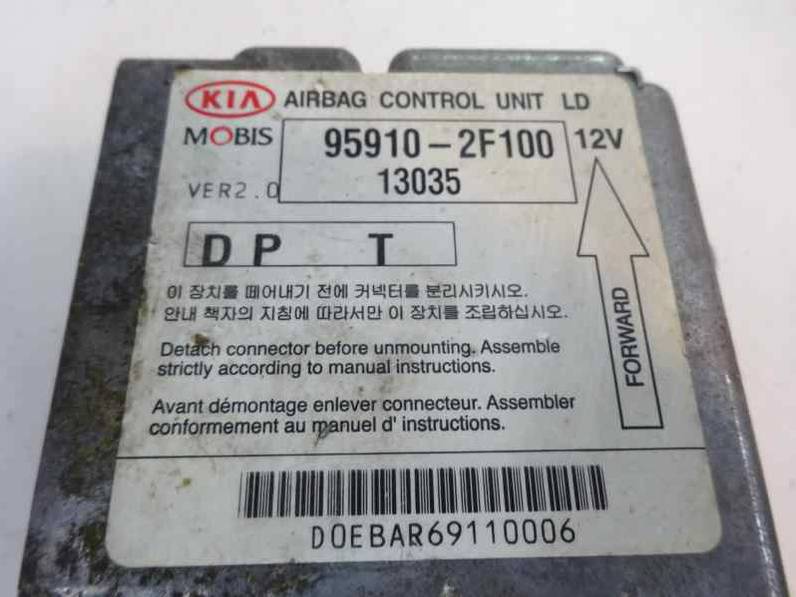 KIA AIRBAG CONTROL UNIT LD
MOBIS 95910-2F100 12V
VER2.0 13035
DP T
이 장치를 떼어내기 전에 커넥터를 분리시키시오.
안내 책자의 지침에 따라서만 이 장치를 조립하십시오.
Detach connector before unmounting. Assemble
strictly according to manual instructions.
FORWARD
Avant démontage enlever connecteur. Assembler
conformement au manuel d' instructions.
D0EBAR69110006